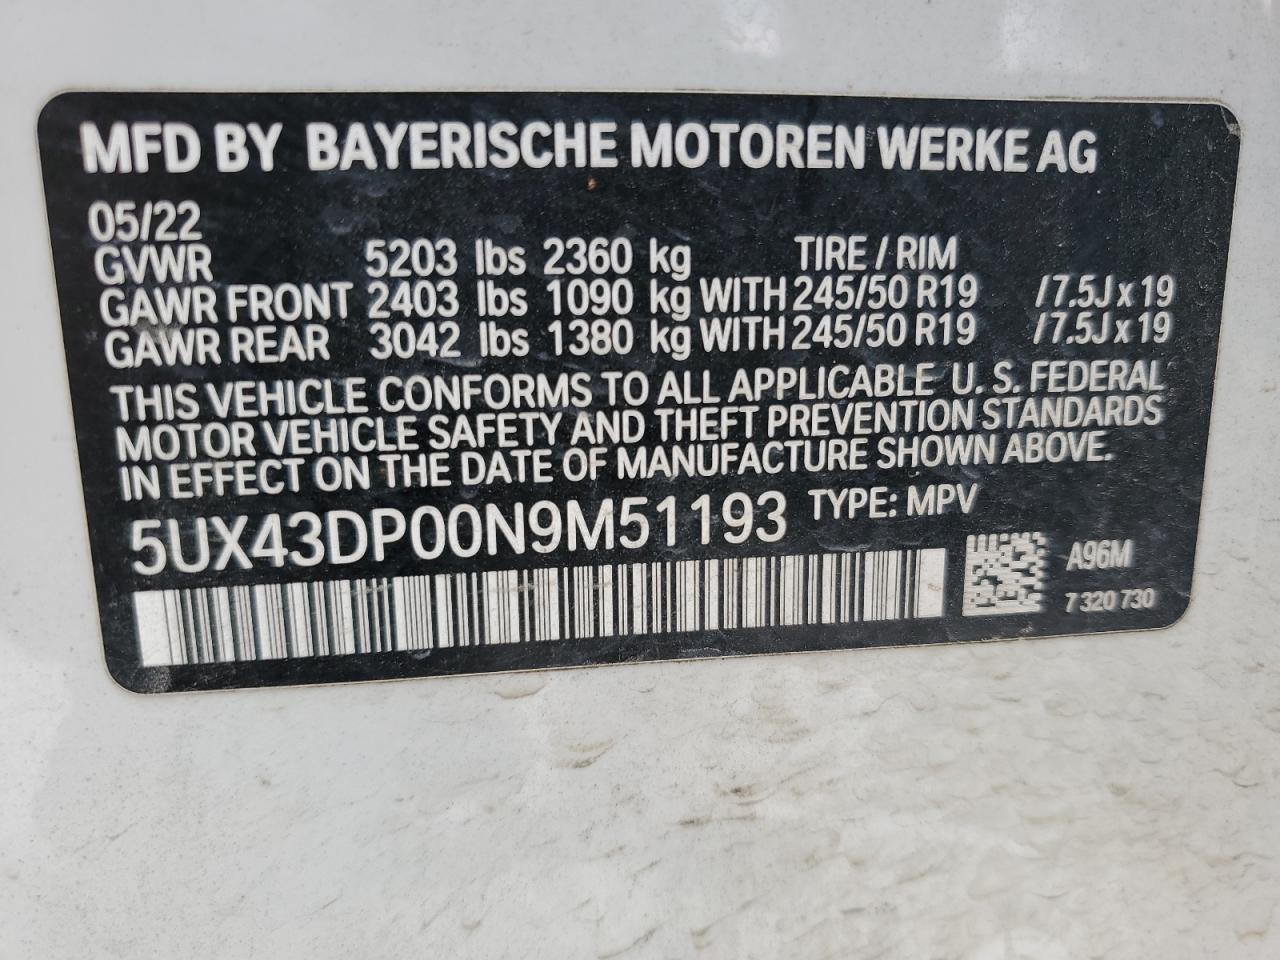 MFD BY BAYERISCHE MOTOREN WERKE AG
05/22
GVWR 5203 lbs 2360 kg TIRE / RIM
GAWR FRONT 2403 lbs 1090 kg WITH 245/50 R19 /7.5J x 19
GAWR REAR 3042 lbs 1380 kg WITH 245/50 R19 /7.5J x 19
THIS VEHICLE CONFORMS TO ALL APPLICABLE U. S. FEDERAL
MOTOR VEHICLE SAFETY AND THEFT PREVENTION STANDARDS
IN EFFECT ON THE DATE OF MANUFACTURE SHOWN ABOVE.
5UX43DP00N9M51193 TYPE: MPV
A96M
7 320 730